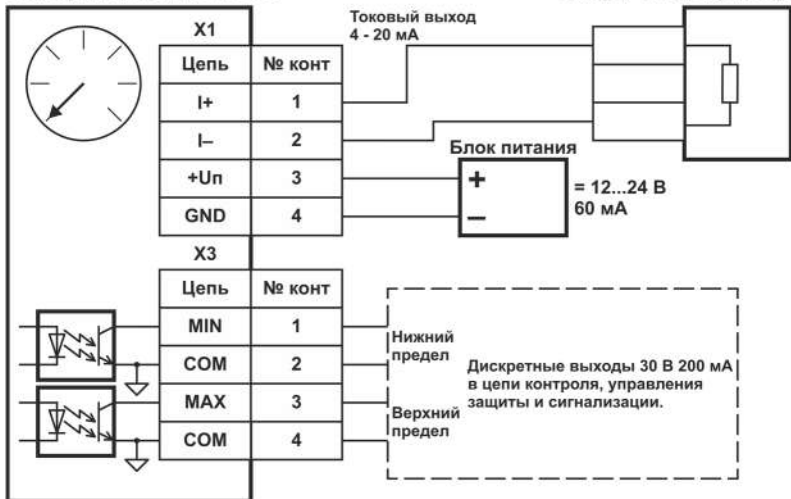 Токовый выход
4 - 20 мА
X1
Цепь № конт
I+ 1
I– 2
+Uп 3
GND 4
Блок питания
+
–
= 12...24 В
60 мА
X3
Цепь № конт
MIN 1
COM 2
MAX 3
COM 4
Нижний
предел
Верхний
предел
Дискретные выходы 30 В 200 мА
в цепи контроля, управления
защиты и сигнализации.